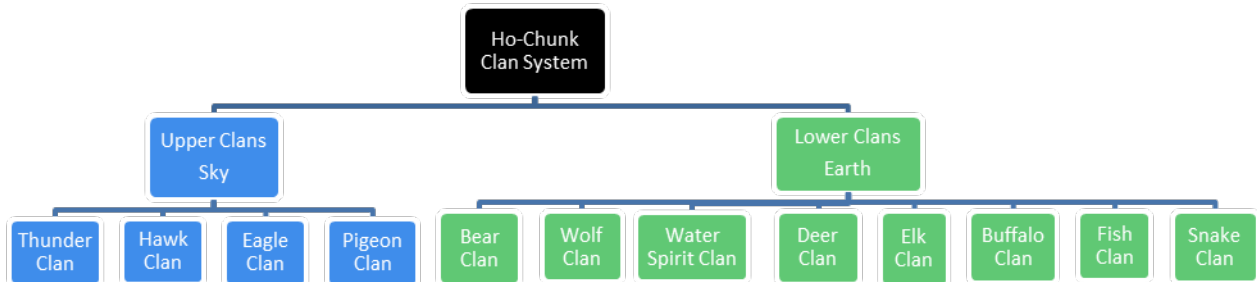 Ho-Chunk
Clan System
Upper Clans
Sky
Lower Clans
Earth
Thunder
Clan
Hawk
Clan
Eagle
Clan
Pigeon
Clan
Bear
Clan
Wolf
Clan
Water
Spirit Clan
Deer
Clan
Elk
Clan
Buffalo
Clan
Fish
Clan
Snake
Clan